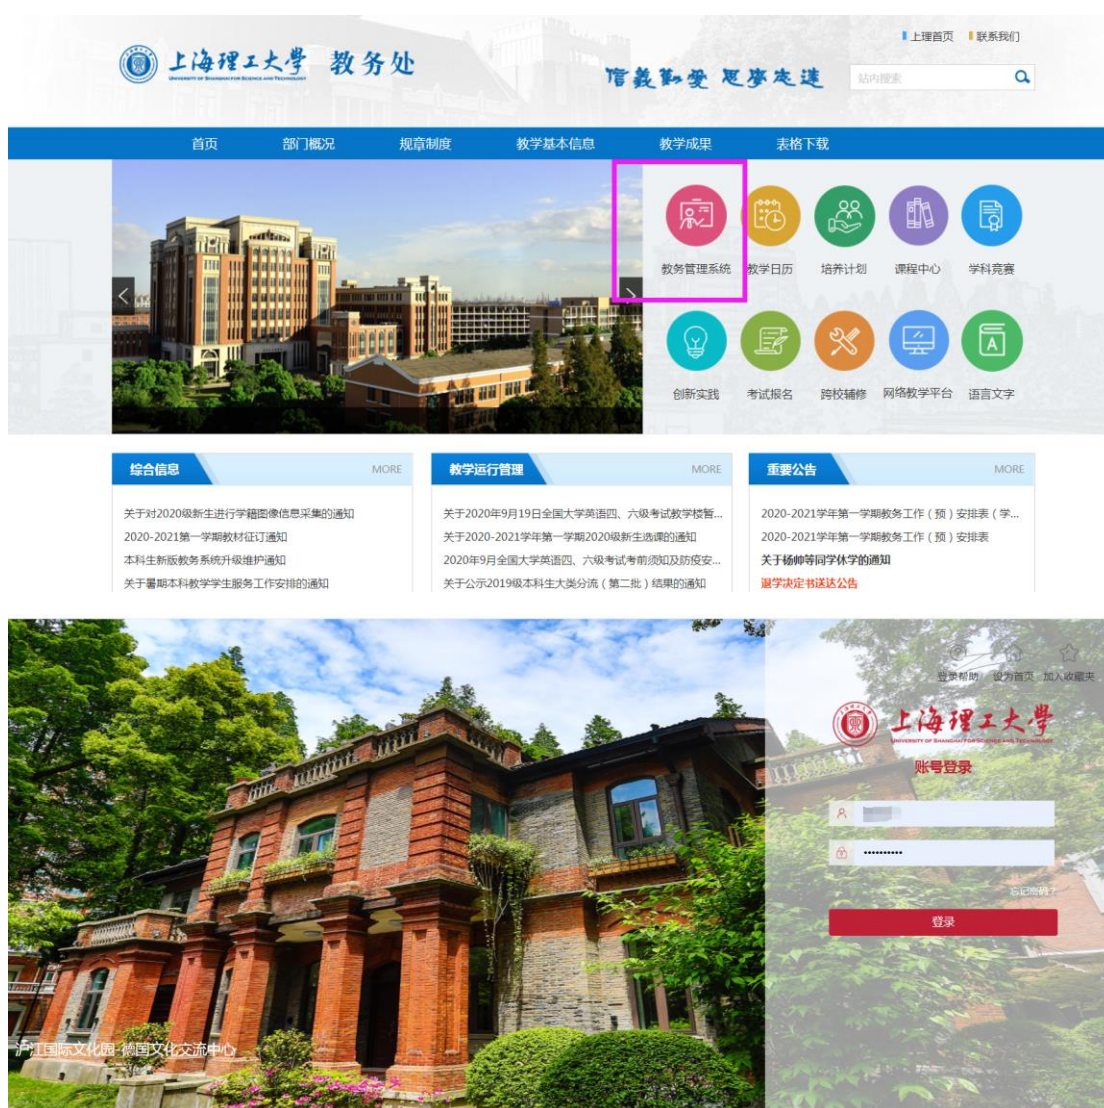 上理首页 联系我们
上海理工大學 教务处
UNIVERSITY OF SHANGHAI FOR SCIENCE AND TECHNOLOGY
信義勤愛 思學志遠
站内搜索
首页 部门概况 规章制度 教学基本信息 教学成果 表格下载
教务管理系统 教学日历 培养计划 课程中心 学科竞赛
创新实践 考试报名 跨校辅修 网络教学平台 语言文字
综合信息 MORE
关于对2020级新生进行学籍图像信息采集的通知
2020-2021第一学期教材征订通知
本科生新版教务系统升级维护通知
关于暑期本科教学学生服务工作安排的通知
教学运行管理 MORE
关于2020年9月19日全国大学英语四、六级考试教学楼暂...
关于2020-2021学年第一学期2020级新生选课的通知
2020年9月全国大学英语四、六级考试考前须知及防疫安...
关于公示2019级本科生大类分流（第二批）结果的通知
重要公告 MORE
2020-2021学年第一学期教务工作（预）安排表（学...
2020-2021学年第一学期教务工作（预）安排表
关于杨帅等同学休学的通知
退学决定书送达公告
登录帮助 设为首页 加入收藏夹
上海理工大學
UNIVERSITY OF SHANGHAI FOR SCIENCE AND TECHNOLOGY
账号登录
忘记密码？
登录
沪江国际文化园·德国文化交流中心